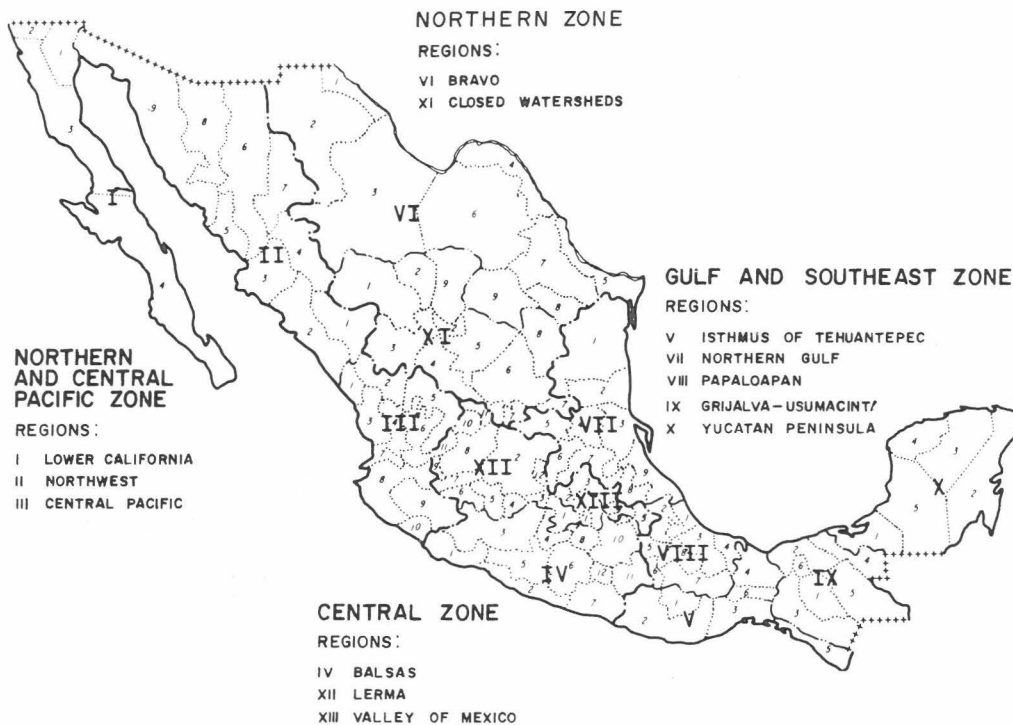 NORTHERN ZONE
REGIONS:
VI BRAVO
XI CLOSED WATERSHEDS
GULF AND SOUTHEAST ZONE
REGIONS:
V ISTHMUS OF TEHUANTEPEC
VII NORTHERN GULF
VIII PAPALOAPAN
IX GRIJALVA-USUMACINT
X YUCATAN PENINSULA
NORTHERN
AND CENTRAL
PACIFIC ZONE
REGIONS:
I LOWER CALIFORNIA
II NORTHWEST
III CENTRAL PACIFIC
CENTRAL ZONE
REGIONS:
IV BALSAS
XII LERMA
XIII VALLEY OF MEXICO
I
II
VI
XI
III
XII
VII
XIII
VIII
IV
V
IX
X